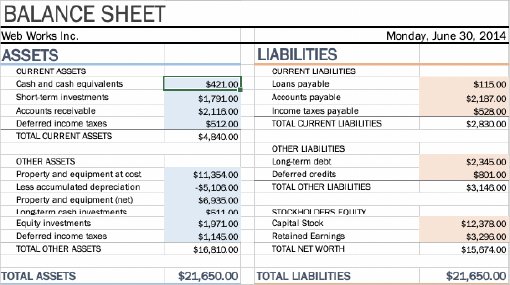 BALANCE SHEET
Web Works Inc. Monday, June 30, 2014
ASSETS
CURRENT ASSETS
Cash and cash equivalents $421.00
Short-term investments $1,791.00
Accounts receivable $2,116.00
Deferred income taxes $512.00
TOTAL CURRENT ASSETS $4,840.00
OTHER ASSETS
Property and equipment at cost $11,354.00
Less accumulated depreciation -$5,106.00
Property and equipment (net) $6,935.00
Long-term cash investments $511.00
Equity investments $1,971.00
Deferred income taxes $1,145.00
TOTAL OTHER ASSETS $16,810.00
TOTAL ASSETS $21,650.00
LIABILITIES
CURRENT LIABILITIES
Loans payable $115.00
Accounts payable $2,187.00
Income taxes payable $528.00
TOTAL CURRENT LIABILITIES $2,830.00
OTHER LIABILITIES
Long-term debt $2,345.00
Deferred credits $801.00
TOTAL OTHER LIABILITIES $3,146.00
STOCKHOLDERS EQUITY
Capital Stock $12,378.00
Retained Earnings $3,296.00
TOTAL NET WORTH $15,674.00
TOTAL LIABILITIES $21,650.00